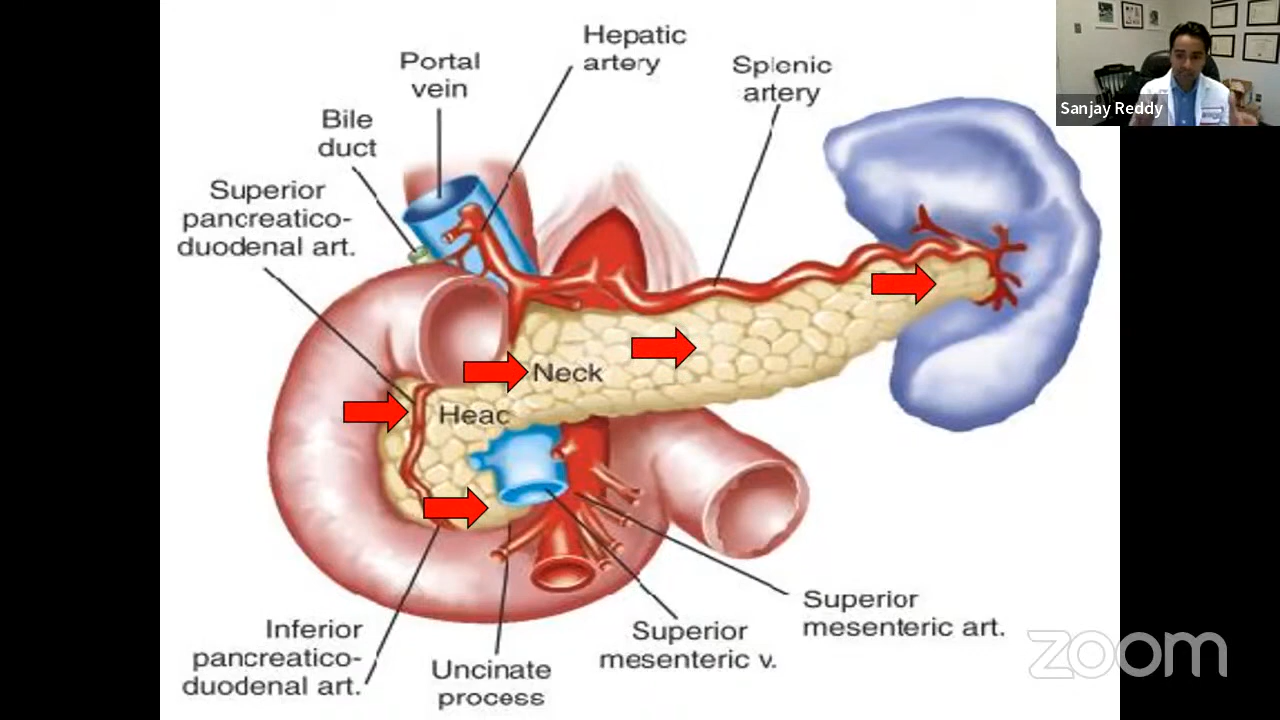 Hepatic
artery
Portal
vein
Splenic
artery
Sanjay Reddy
Bile
duct
Superior
pancreatico-
duodenal art.
Neck
Heac
Superior
mesenteric art.
Inferior
pancreatico-
duodenal art.
Uncinate
process
Superior
mesenteric v.
zoom